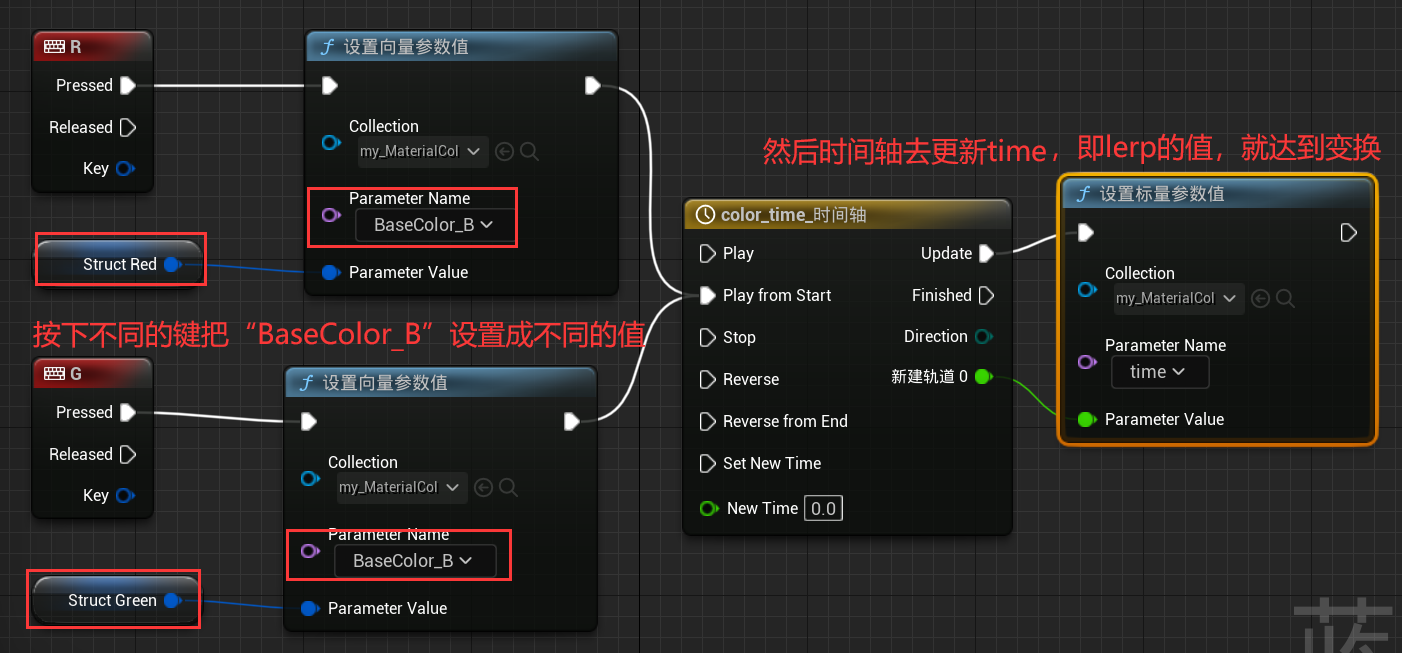 R
Pressed
Released
Key
Struct Red
设置向量参数值
Collection
my_MaterialCol
Parameter Name
BaseColor_B
Parameter Value
按下不同的键把“BaseColor_B”设置成不同的值
G
Pressed
Released
Key
Struct Green
设置向量参数值
Collection
my_MaterialCol
Parameter Name
BaseColor_B
Parameter Value
color_time_时间轴
Play
Update
Play from Start
Finished
Stop
Direction
Reverse
新建轨道 0
Reverse from End
Set New Time
New Time 0.0
然后时间轴去更新time，即lerp的值，就达到变换
设置标量参数值
Collection
my_MaterialCol
Parameter Name
time
Parameter Value